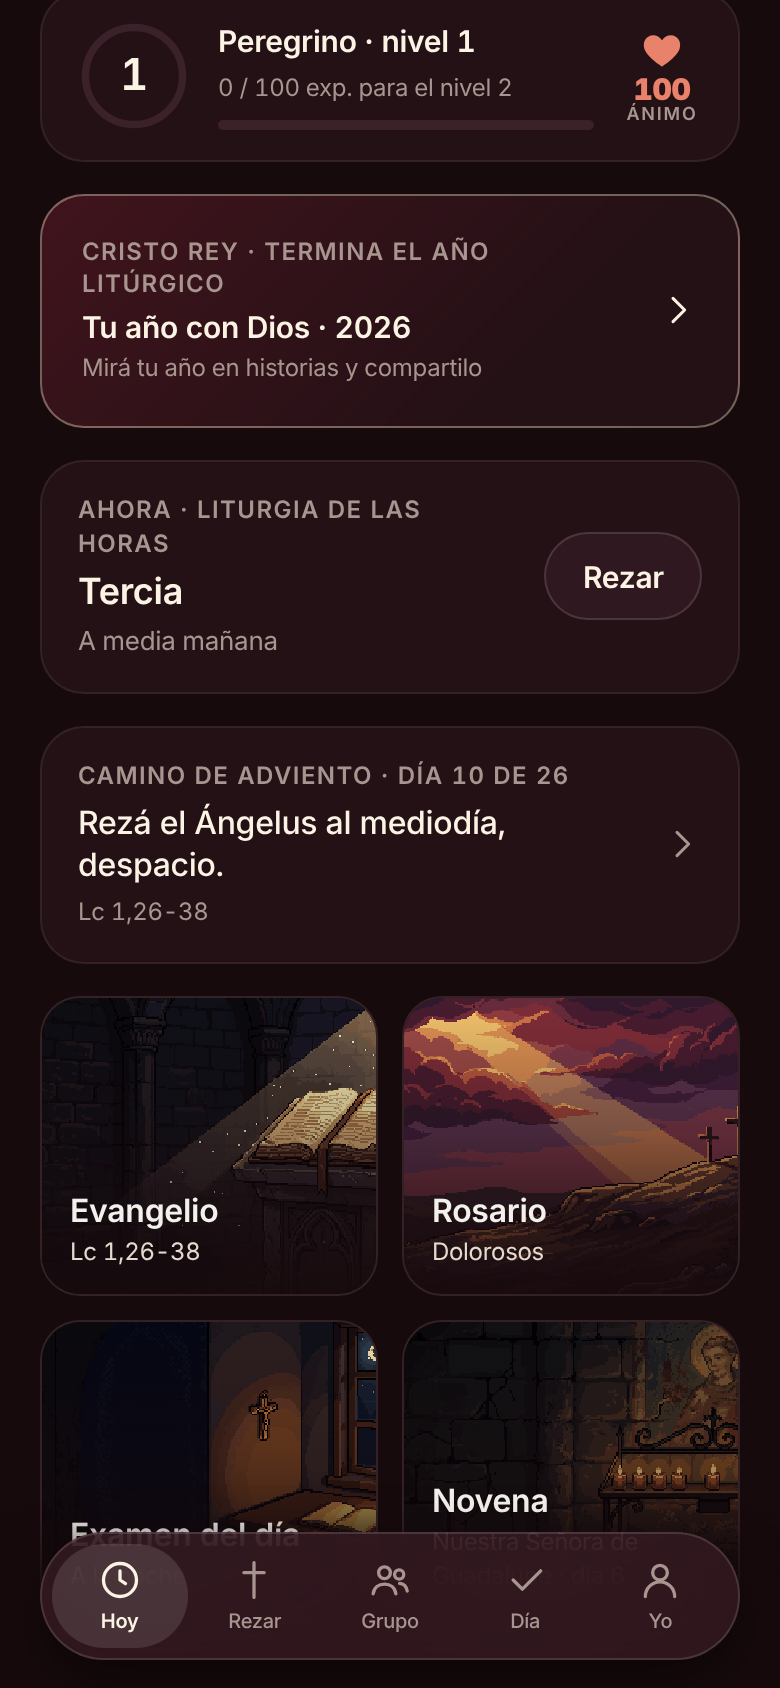 1
Peregrino · nivel 1
0 / 100 exp. para el nivel 2
100
ÁNIMO
CRISTO REY · TERMINA EL AÑO
LITÚRGICO
Tu año con Dios · 2026
Mirá tu año en historias y compartilo
AHORA · LITURGIA DE LAS
HORAS
Tercia
A media mañana
Rezar
CAMINO DE ADVIENTO · DÍA 10 DE 26
Rezá el Ángelus al mediodía,
despacio.
Lc 1,26-38
Evangelio
Lc 1,26-38
Rosario
Dolorosos
Examen del día
Novena
Nuestra Señora de
Hoy
Rezar
Grupo
Día
Yo